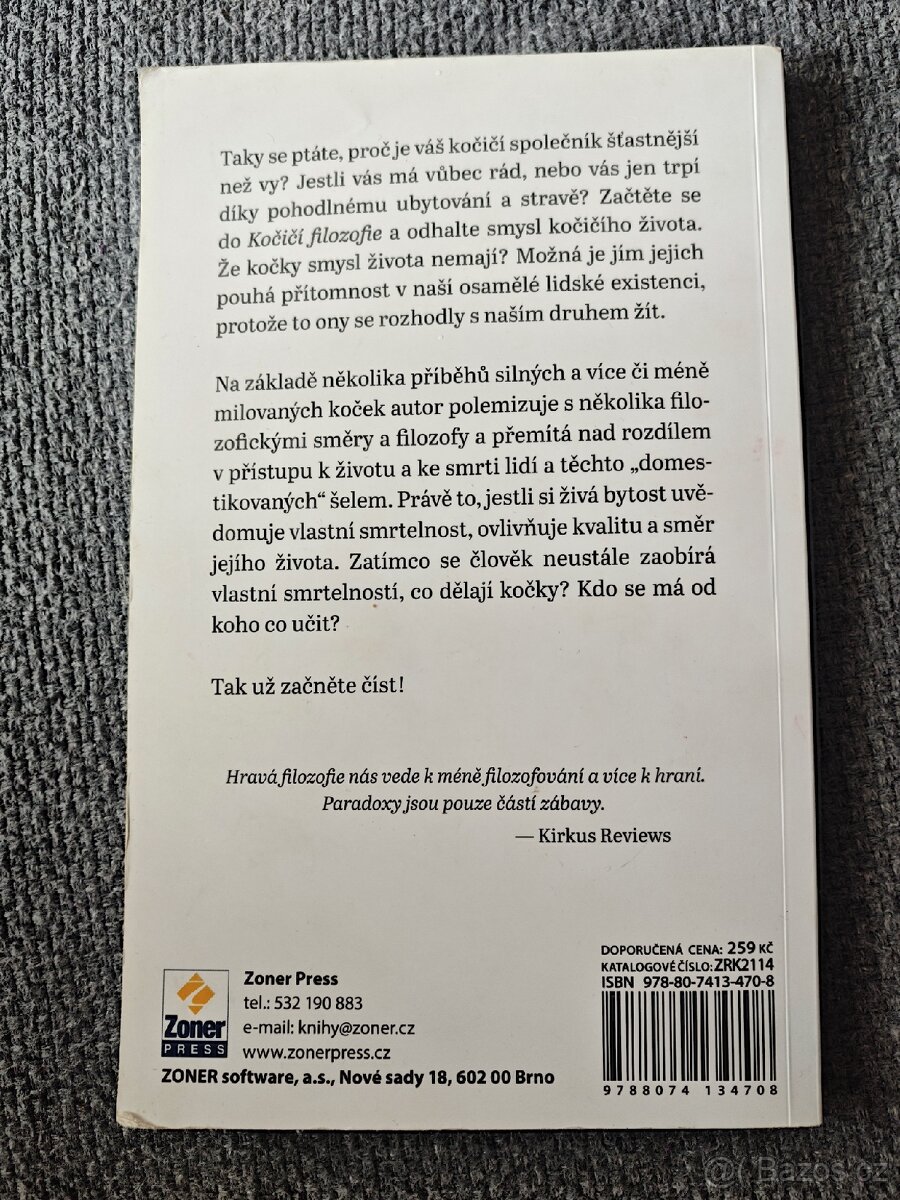 Taky se ptáte, proč je váš kočičí společník šťastnější
než vy? Jestli vás má vůbec rád, nebo vás jen trpí
díky pohodlnému ubytování a stravě? Začtěte se
do Kočičí filozofie a odhalte smysl kočičího života.
Že kočky smysl života nemají? Možná je jím jejich
pouhá přítomnost v naší osamělé lidské existenci,
protože to ony se rozhodly s naším druhem žít.
Na základě několika příběhů silných a více či méně
milovaných koček autor polemizuje s několika filo-
zofickými směry a filozofy a přemítá nad rozdílem
v přístupu k životu a ke smrti lidí a těchto „domes-
tikovaných“ šelem. Právě to, jestli si živá bytost uvě-
domuje vlastní smrtelnost, ovlivňuje kvalitu a směr
jejího života. Zatímco se člověk neustále zaobírá
vlastní smrtelností, co dělají kočky? Kdo se má od
koho co učit?
Tak už začněte číst!
Hravá filozofie nás vede k méně filozofování a více k hraní.
Paradoxy jsou pouze částí zábavy.
— Kirkus Reviews
DOPORUČENÁ CENA: 259 KČ
KATALOGOVÉ ČÍSLO: ZRK2114
ISBN 978-80-7413-470-8
9 788074 134708
Zoner PRESS
Zoner Press
tel.: 532 190 883
e-mail: knihy@zoner.cz
www.zonerpress.cz
ZONER software, a.s., Nové sady 18, 602 00 Brno
@ Bazos.cz